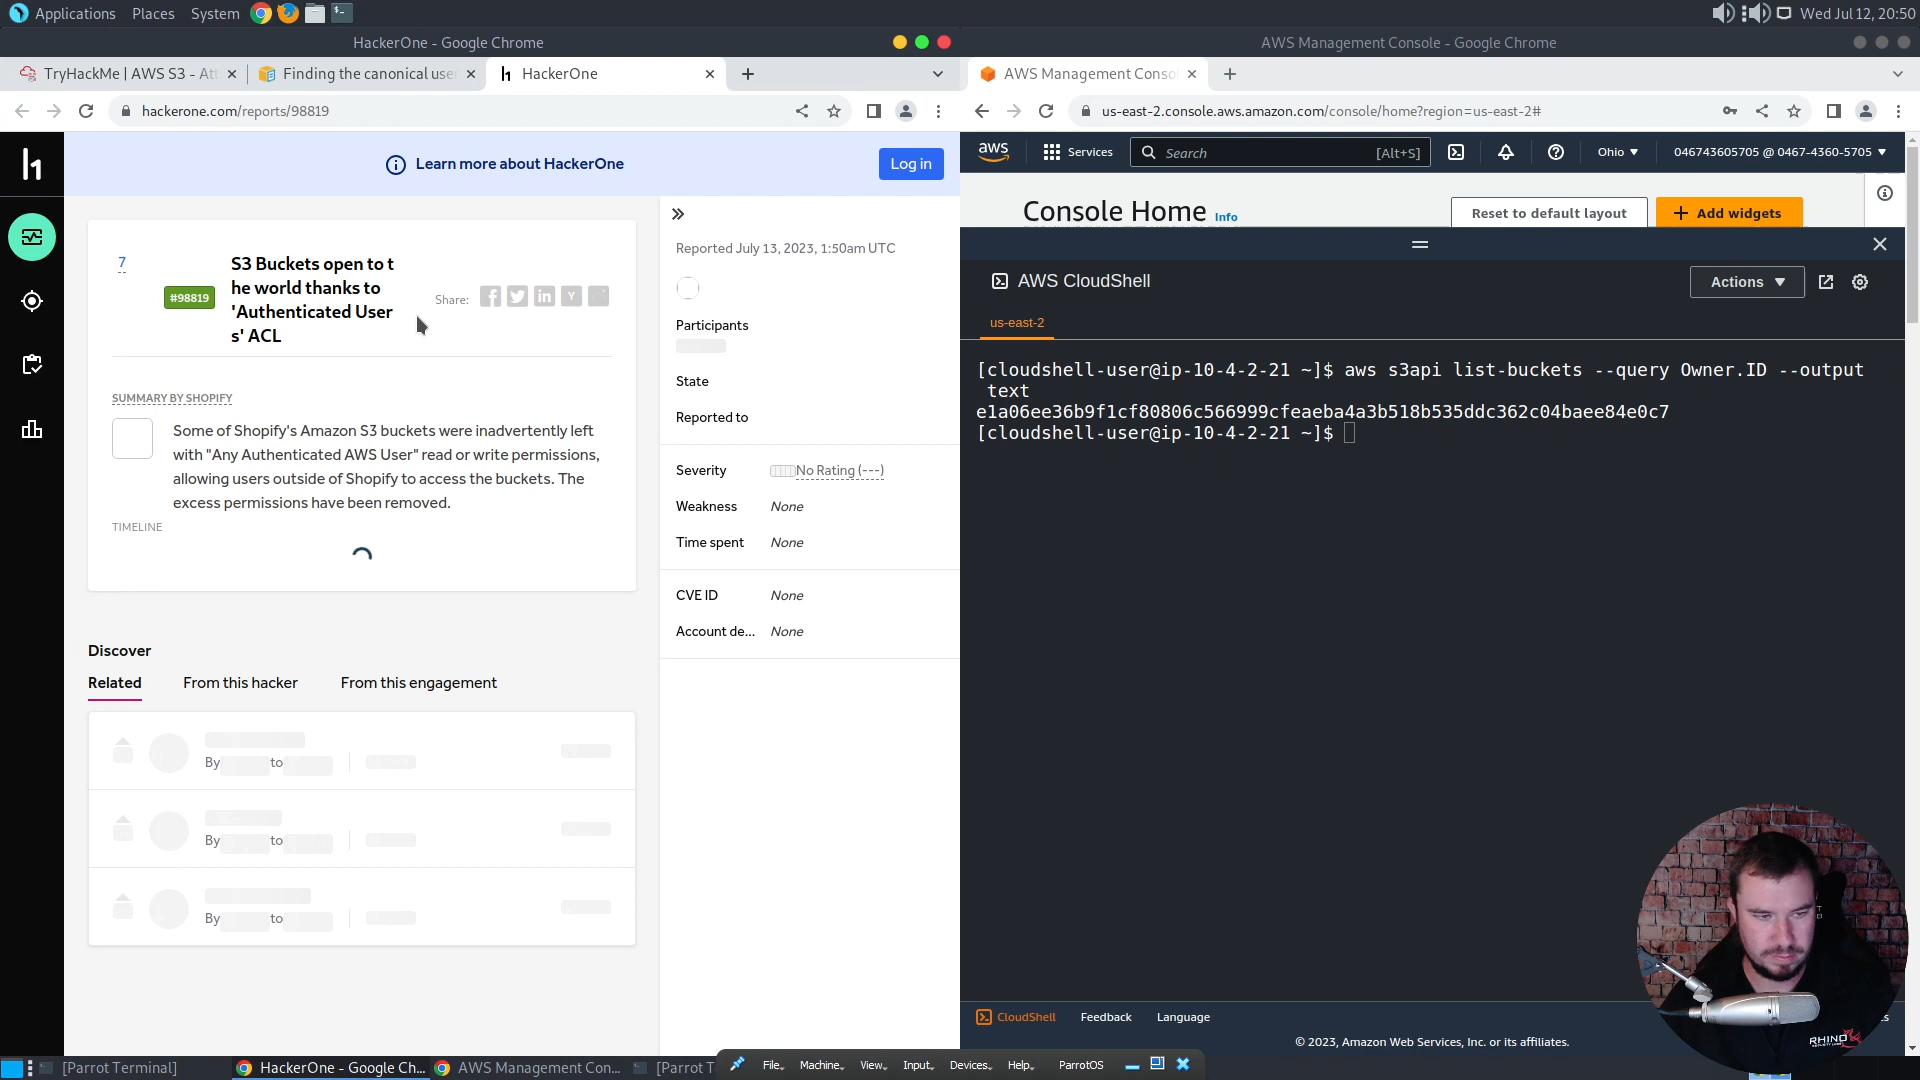 Applications Places System
Wed Jul 12, 20:50
HackerOne - Google Chrome
AWS Management Console - Google Chrome
TryHackMe | AWS S3 - Att
Finding the canonical user
HackerOne
AWS Management Conso
hackerone.com/reports/98819
us-east-2.console.aws.amazon.com/console/home?region=us-east-2#
Learn more about HackerOne
Log in
aws
Services
Search
[Alt+S]
Ohio
046743605705 @ 0467-4360-5705
Console Home Info
Reset to default layout
Add widgets
7
#98819
S3 Buckets open to t
he world thanks to
'Authenticated User
s' ACL
Share:
SUMMARY BY SHOPIFY
Some of Shopify's Amazon S3 buckets were inadvertently left
with "Any Authenticated AWS User" read or write permissions,
allowing users outside of Shopify to access the buckets. The
excess permissions have been removed.
TIMELINE
Reported July 13, 2023, 1:50am UTC
Participants
State
Reported to
Severity No Rating (---)
Weakness None
Time spent None
CVE ID None
Account de... None
Discover
Related From this hacker From this engagement
By to
By to
By to
AWS CloudShell
Actions
us-east-2
[cloudshell-user@ip-10-4-2-21 ~]$ aws s3api list-buckets --query Owner.ID --output
text
e1a06ee36b9f1cf80806c566999cfeaeba4a3b518b535ddc362c04baee84e0c7
[cloudshell-user@ip-10-4-2-21 ~]$
CloudShell Feedback Language
© 2023, Amazon Web Services, Inc. or its affiliates.
RHINO
[Parrot Terminal]
HackerOne - Google Ch...
AWS Management Con...
[Parrot T
File Machine View Input Devices Help ParrotOS